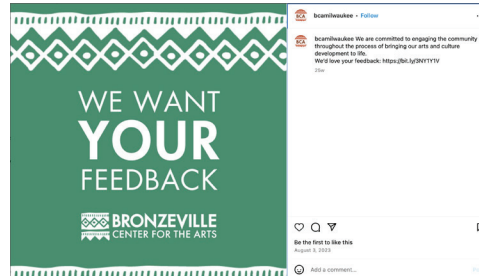 WE WANT
YOUR
FEEDBACK
BRONZEVILLE
CENTER FOR THE ARTS
BCA
bcamilwaukee • Follow
BCA
bcamilwaukee We are committed to engaging the community
throughout the process of bringing our arts and culture
development to life.
We'd love your feedback: https://bit.ly/3NY1Y1V
25w
Be the first to like this
August 3, 2023
Add a comment...